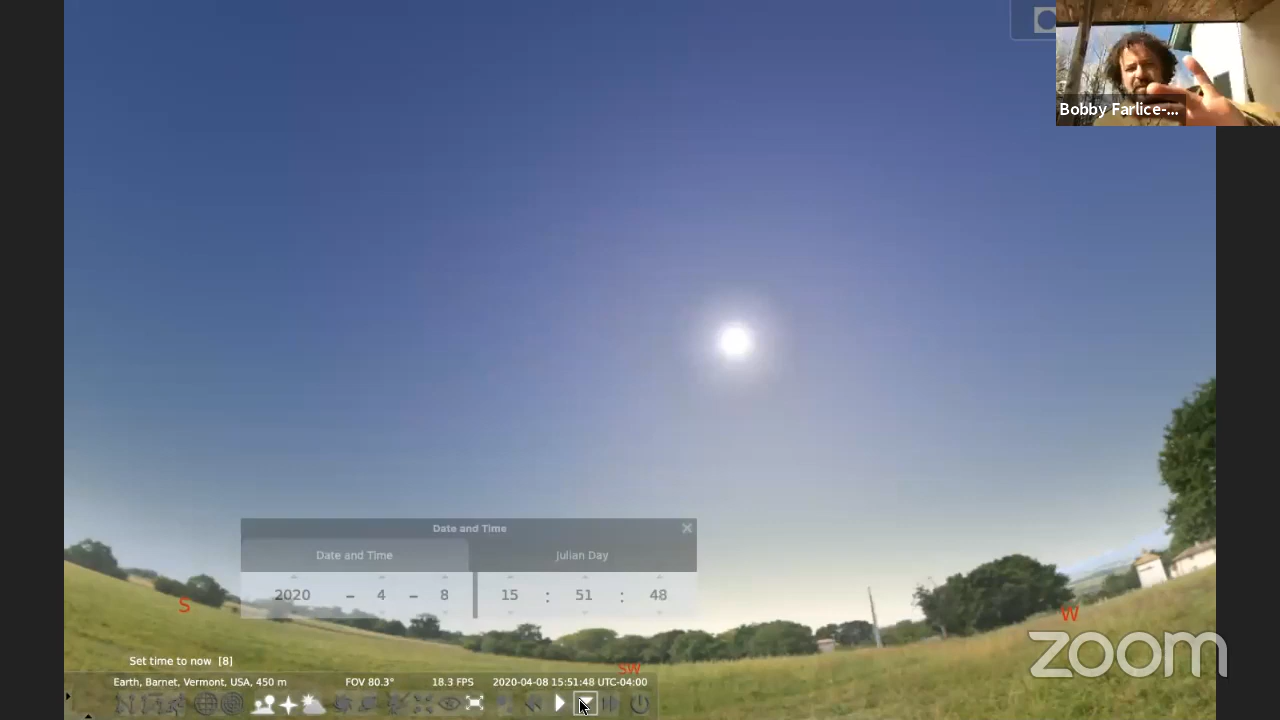 Bobby Farlice-...
Date and Time
Date and Time
Julian Day
2020 - 4 - 8 15 : 51 : 48
S
W
zoom
Set time to now [8]
SW
Earth, Barnet, Vermont, USA, 450 m FOV 80.3° 18.3 FPS 2020-04-08 15:51:48 UTC-04:00